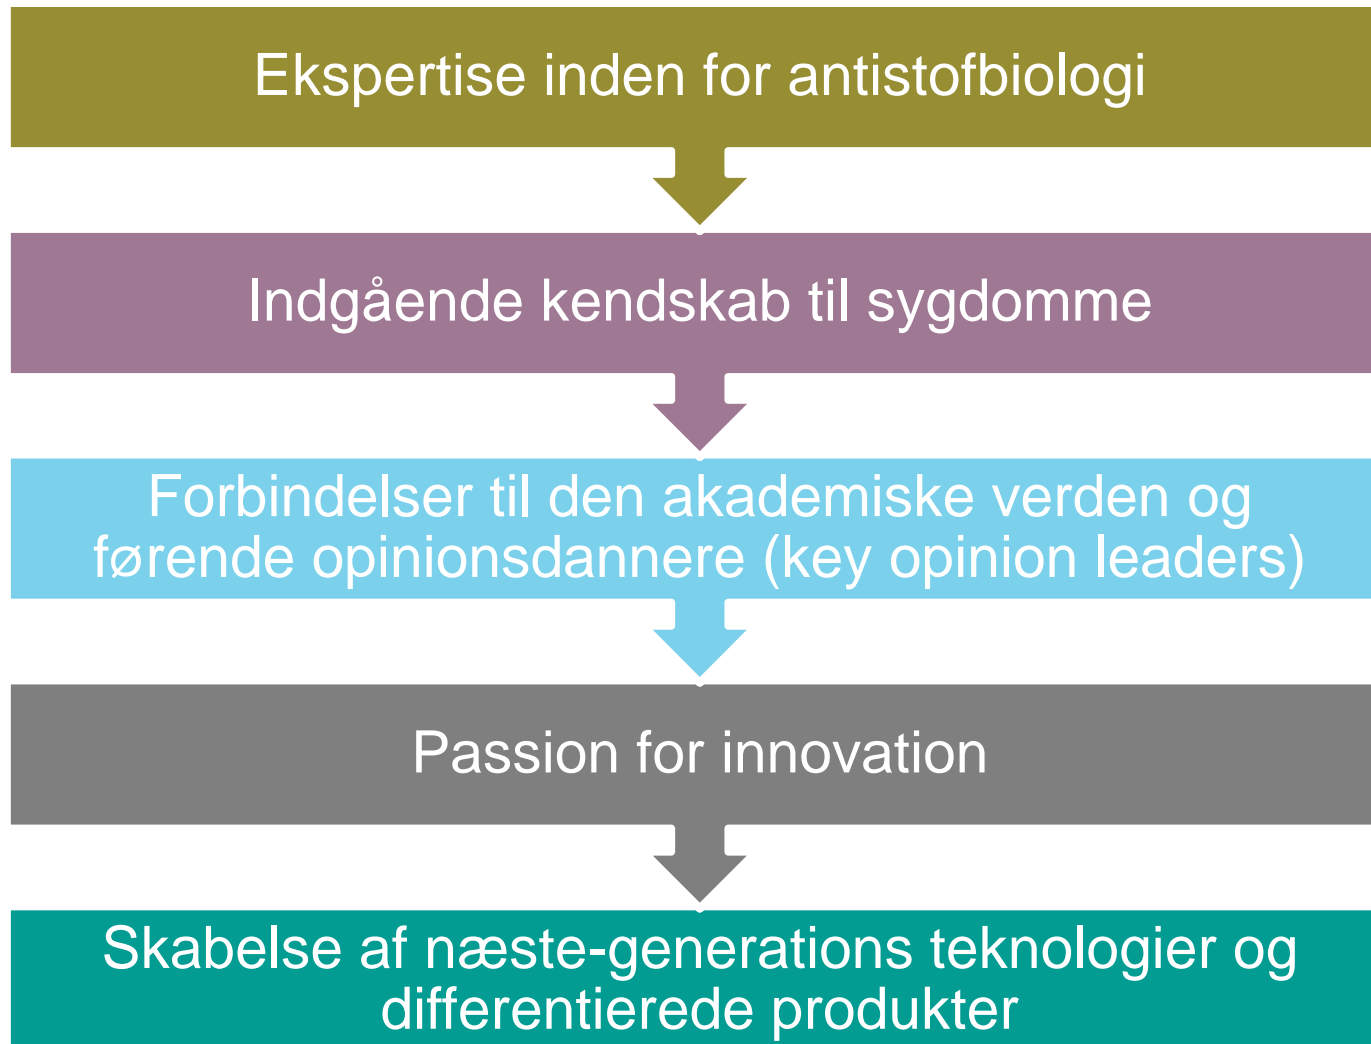 Ekspertise inden for antistofbiologi
Indgående kendskab til sygdomme
Forbindelser til den akademiske verden og
førende opinionsdannere (key opinion leaders)
Passion for innovation
Skabelse af næste-generations teknologier og
differentierede produkter